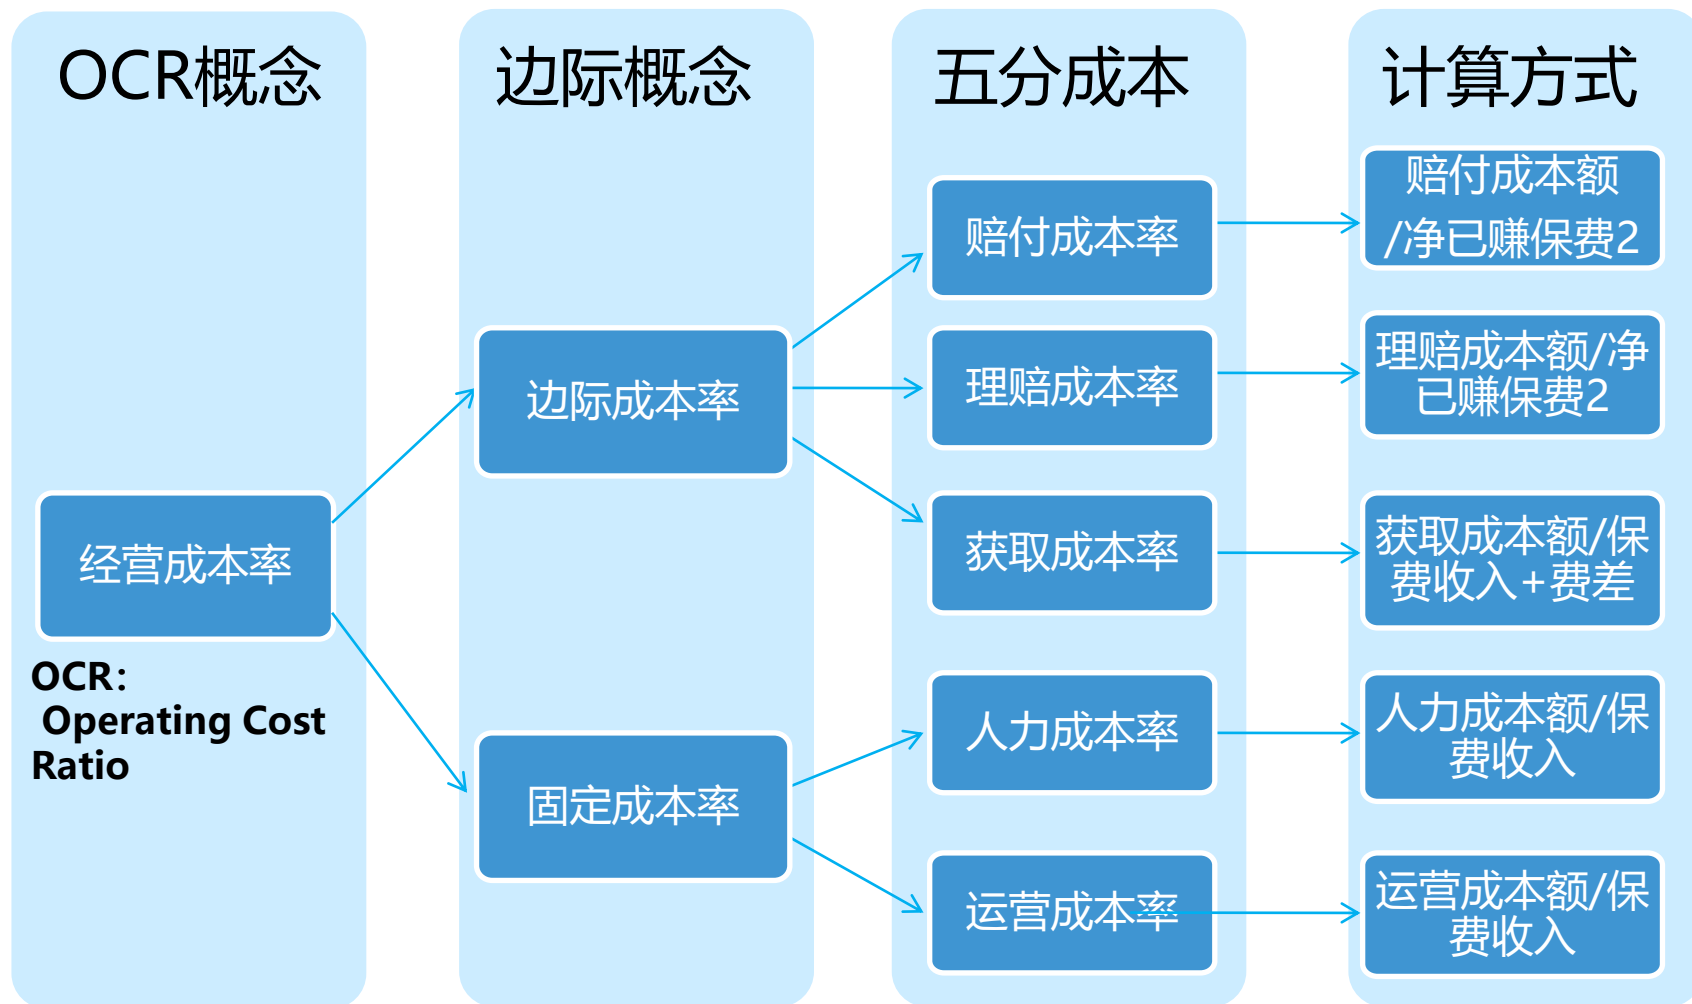 OCR概念
边际概念
五分成本
计算方式
经营成本率
OCR：
Operating Cost
Ratio
边际成本率
固定成本率
赔付成本率
理赔成本率
获取成本率
人力成本率
运营成本率
赔付成本额
/净已赚保费2
理赔成本额/净
已赚保费2
获取成本额/保
费收入+费差
人力成本额/保
费收入
运营成本额/保
费收入